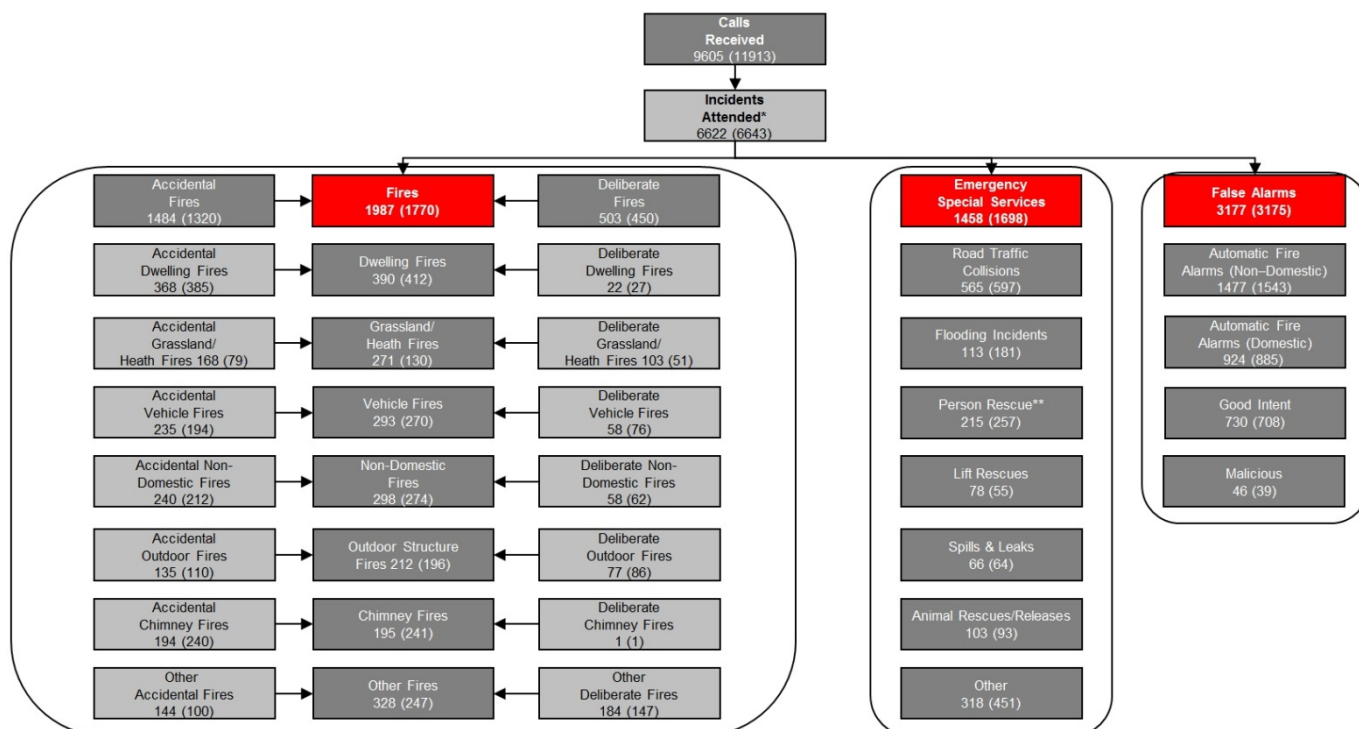 Calls
Received
9605 (11913)
Incidents
Attended*
6622 (6643)
Accidental
Fires
1484 (1320)
Fires
1987 (1770)
Deliberate
Fires
503 (450)
Emergency
Special Services
1458 (1698)
False Alarms
3177 (3175)
Accidental
Dwelling Fires
368 (385)
Dwelling Fires
390 (412)
Deliberate
Dwelling Fires
22 (27)
Road Traffic
Collisions
565 (597)
Automatic Fire
Alarms (Non–Domestic)
1477 (1543)
Accidental
Grassland/
Heath Fires 168 (79)
Grassland/
Heath Fires
271 (130)
Deliberate
Grassland/
Heath Fires 103 (51)
Flooding Incidents
113 (181)
Automatic Fire
Alarms (Domestic)
924 (885)
Accidental
Vehicle Fires
235 (194)
Vehicle Fires
293 (270)
Deliberate
Vehicle Fires
58 (76)
Person Rescue**
215 (257)
Good Intent
730 (708)
Accidental Non-
Domestic Fires
240 (212)
Non-Domestic
Fires
298 (274)
Deliberate Non-
Domestic Fires
58 (62)
Lift Rescues
78 (55)
Malicious
46 (39)
Accidental
Outdoor Fires
135 (110)
Outdoor Structure
Fires 212 (196)
Deliberate
Outdoor Fires
77 (86)
Spills & Leaks
66 (64)
Accidental
Chimney Fires
194 (240)
Chimney Fires
195 (241)
Deliberate
Chimney Fires
1 (1)
Animal Rescues/Releases
103 (93)
Other
Accidental Fires
144 (100)
Other Fires
328 (247)
Other
Deliberate Fires
184 (147)
Other
318 (451)